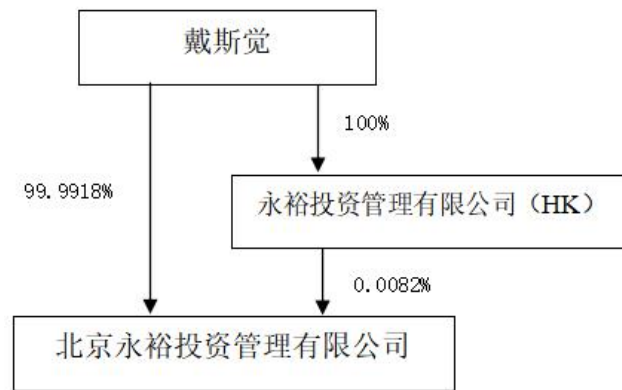 戴斯觉
100%
99.9918%
永裕投资管理有限公司（HK）
0.0082%
北京永裕投资管理有限公司